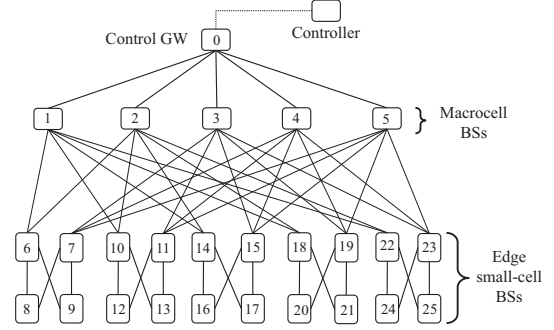 Controller
Control GW 0
1 2 3 4 5
Macrocell
BSs
6 7 10 11 14 15 18 19 22 23
Edge
small-cell
BSs
8 9 12 13 16 17 20 21 24 25